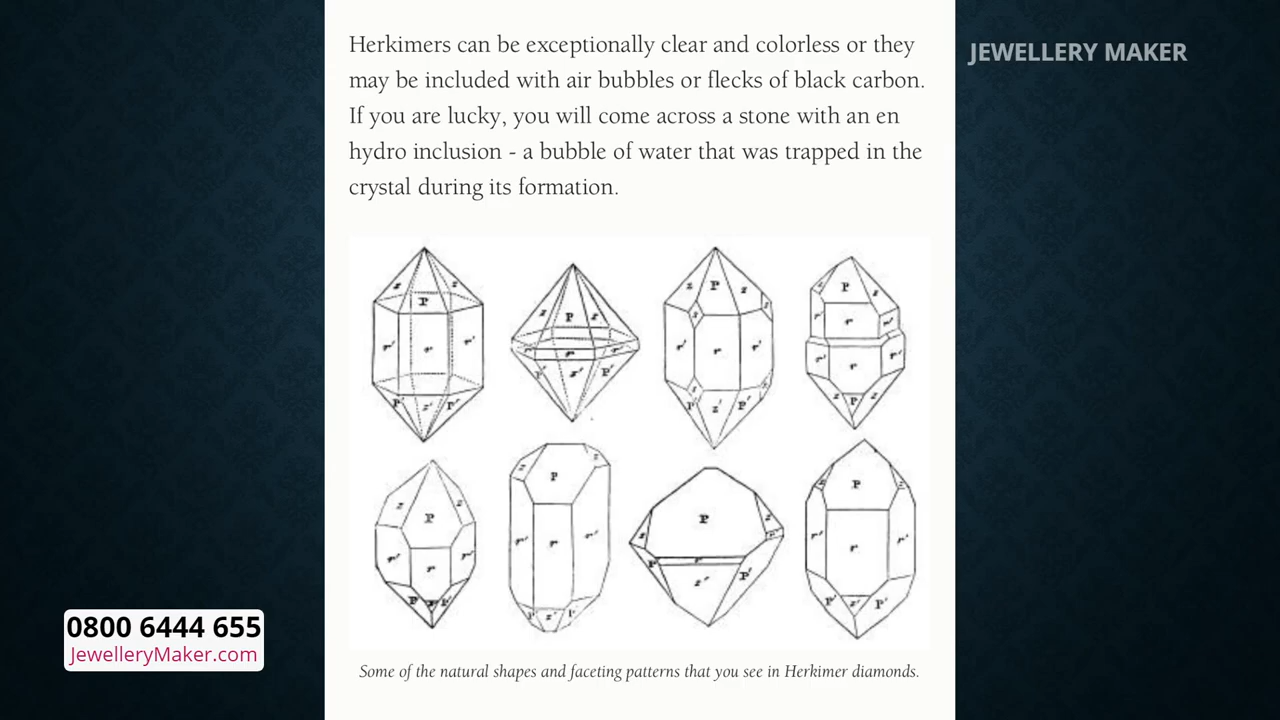 Herkimers can be exceptionally clear and colorless or they
may be included with air bubbles or flecks of black carbon.
If you are lucky, you will come across a stone with an en
hydro inclusion - a bubble of water that was trapped in the
crystal during its formation.
JEWELLERY MAKER
Some of the natural shapes and faceting patterns that you see in Herkimer diamonds.
0800 6444 655
JewelleryMaker.com